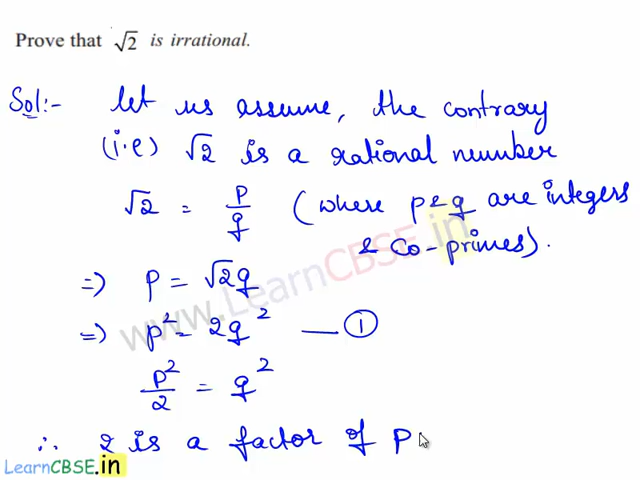 Prove that √2 is irrational.
Sol:- Let us assume, the contrary
(i.e) √2 is a rational number
√2 = p/q (where p & q are integers
& Co-primes).
=> p = √2q
=> p² = 2q² — ①
p²/2 = q²
∴ 2 is a factor of P
www.LearnCBSE.in
LearnCBSE.in